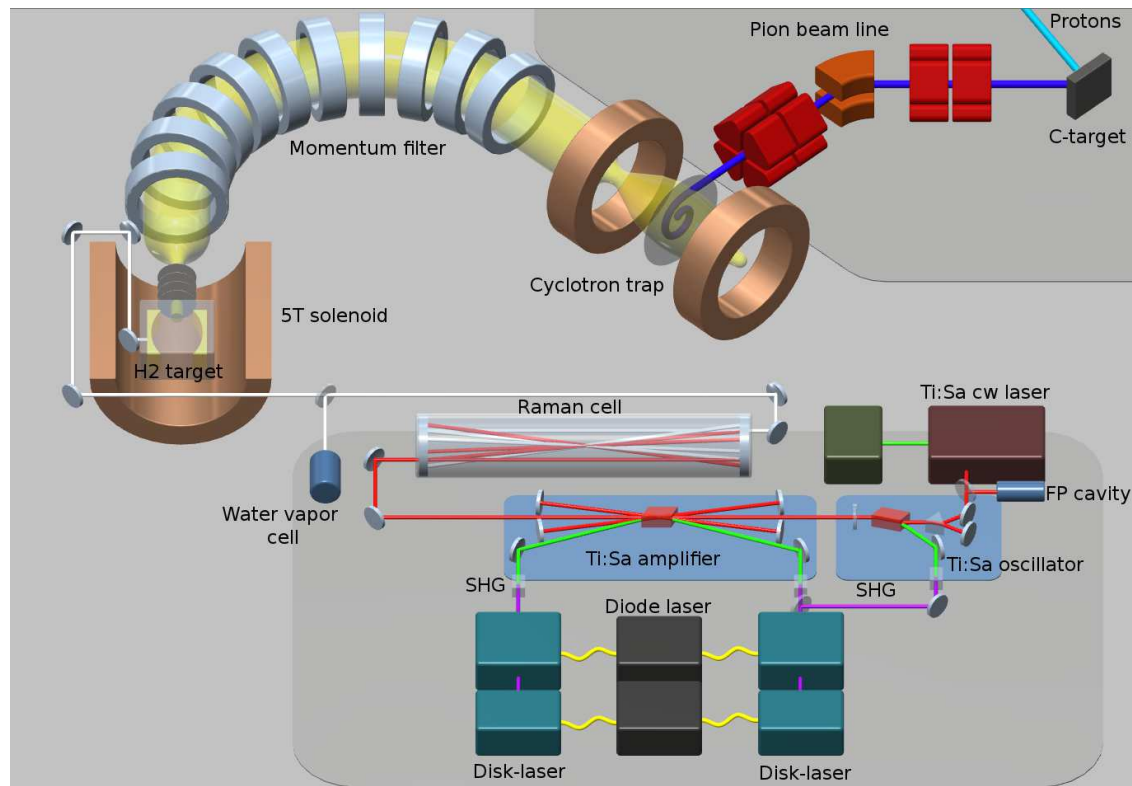 Protons
Pion beam line
C-target
Momentum filter
Cyclotron trap
5T solenoid
H2 target
Raman cell
Ti:Sa cw laser
FP cavity
Water vapor
cell
Ti:Sa amplifier
Ti:Sa oscillator
SHG
SHG
Diode laser
Disk-laser
Disk-laser